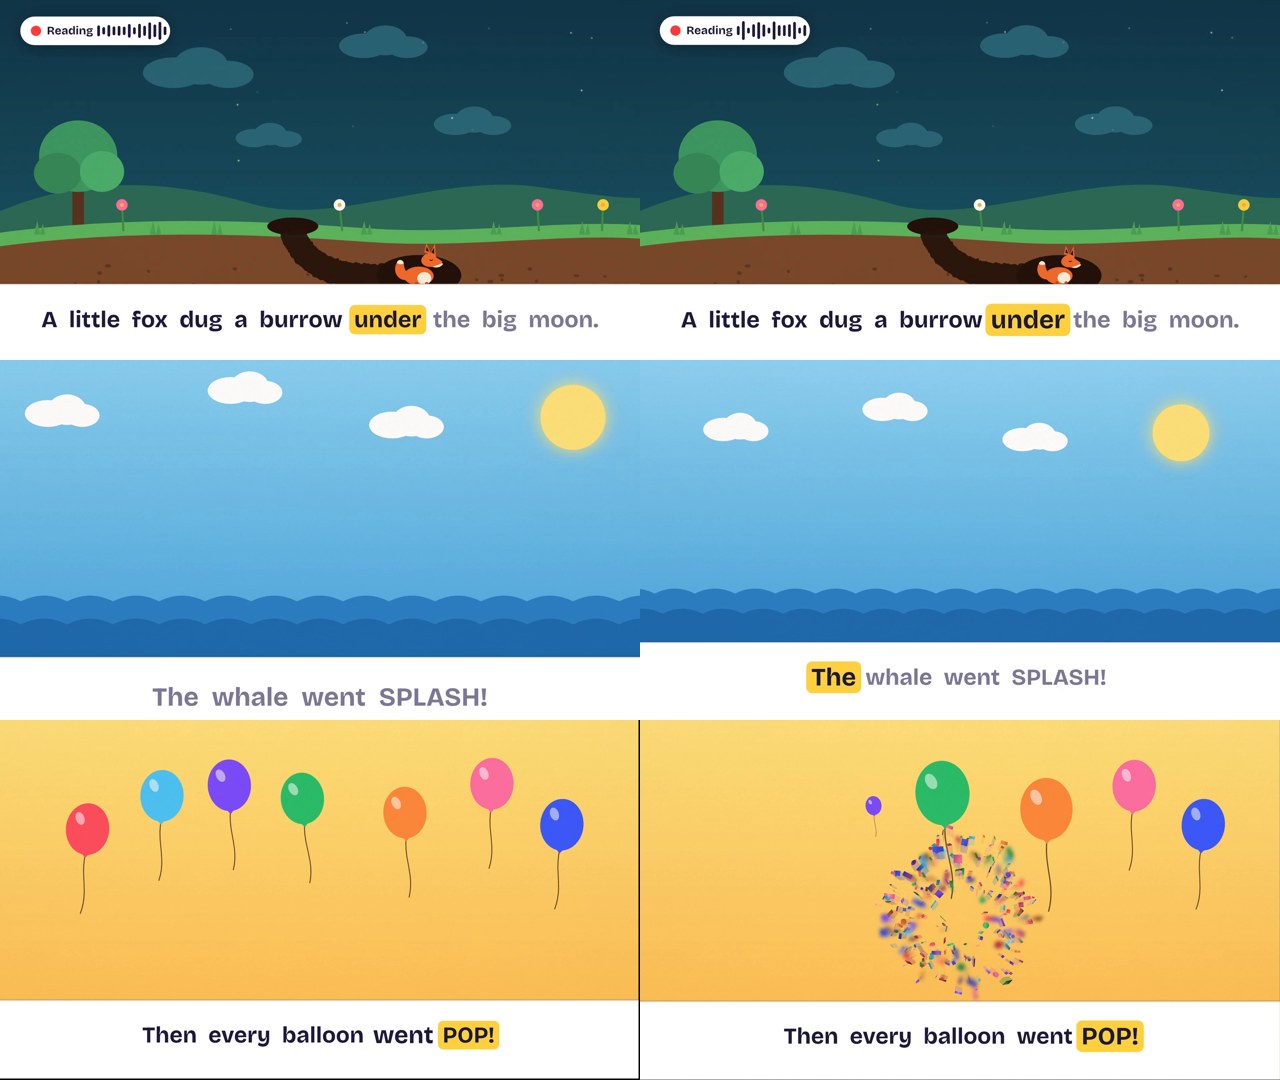 Reading
Reading
A little fox dug a burrow under the big moon.
A little fox dug a burrow under the big moon.
The whale went SPLASH!
The whale went SPLASH!
Then every balloon went POP!
Then every balloon went POP!